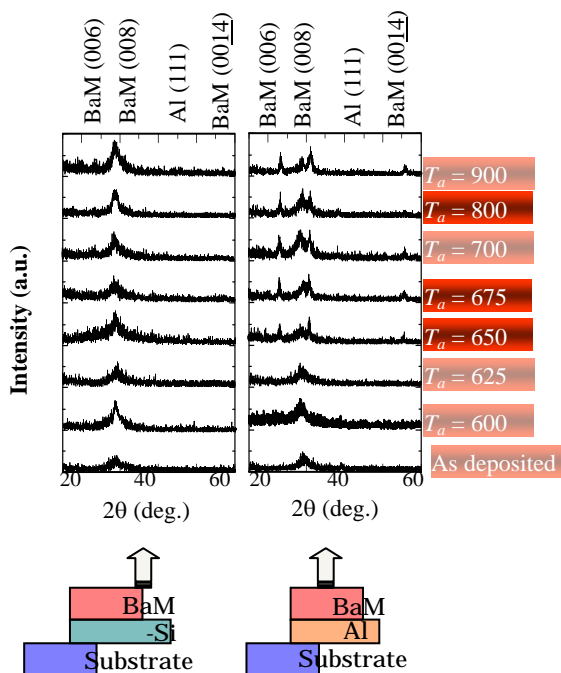 BaM (006)
BaM (008)
Al (111)
BaM (0014)
BaM (006)
BaM (008)
Al (111)
BaM (0014)
Intensity (a.u.)
Tₐ = 900
Tₐ = 800
Tₐ = 700
Tₐ = 675
Tₐ = 650
Tₐ = 625
Tₐ = 600
As deposited
20 40 60
20 40 60
2θ (deg.)
2θ (deg.)
BaM
-Si
Substrate
BaM
Al
Substrate